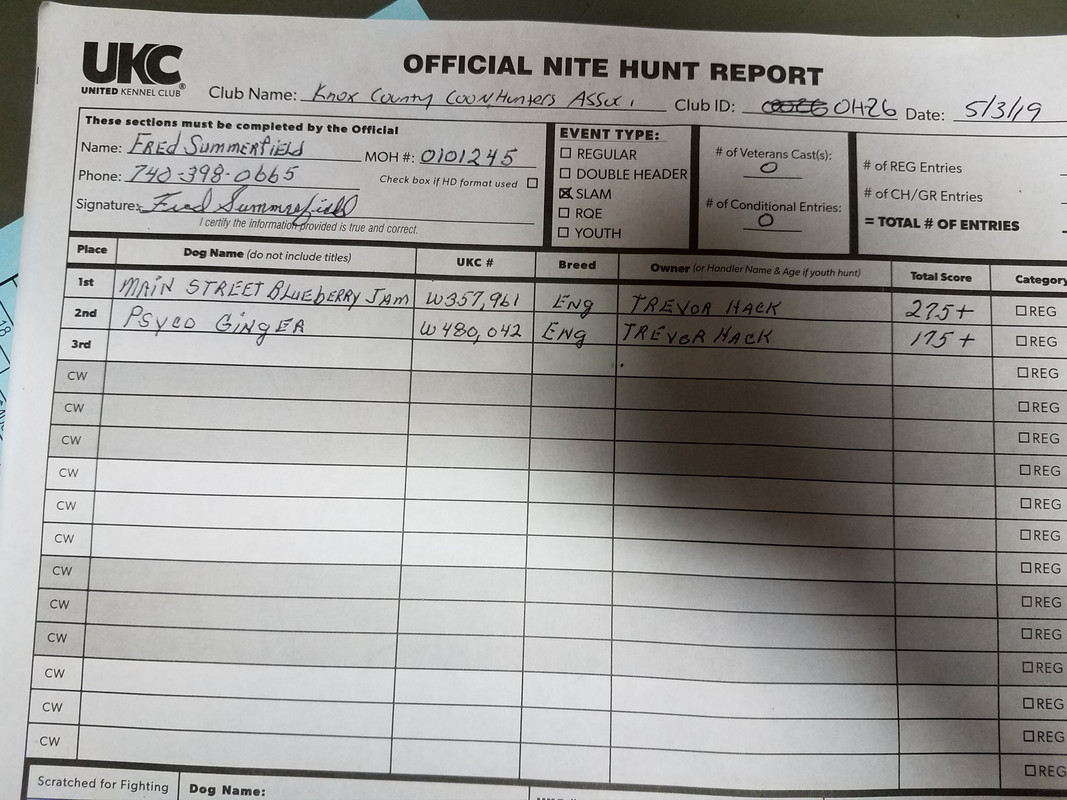 UKC
UNITED KENNEL CLUB®
OFFICIAL NITE HUNT REPORT
Club Name: Knox County CoonHunters Assoc. Club ID: OH26 Date: 5/3/19
These sections must be completed by the Official
Name: FREd SummerfiELd MOH #: 0101245
Phone: 740-398-0665 Check box if HD format used ☐
Signature: Fred Summerfield
I certify the information provided is true and correct.
EVENT TYPE:
☐ REGULAR
☐ DOUBLE HEADER
☒ SLAM
☐ RQE
☐ YOUTH
# of Veterans Cast(s):
0
# of Conditional Entries:
0
# of REG Entries
# of CH/GR Entries
= TOTAL # OF ENTRIES
Place Dog Name (do not include titles) UKC # Breed Owner (or Handler Name & Age if youth hunt) Total Score Category
1st MAIN STREET BLUEbERRY JAM W357,961 ENG TREVOR HACK 275+ ☐REG
2nd PSYCO GINGER W480,042 ENG TREVOR HACK 175+ ☐REG
3rd ☐REG
CW ☐REG
CW ☐REG
CW ☐REG
CW ☐REG
CW ☐REG
CW ☐REG
CW ☐REG
CW ☐REG
CW ☐REG
CW ☐REG
CW ☐REG
CW ☐REG
Scratched for Fighting Dog Name: